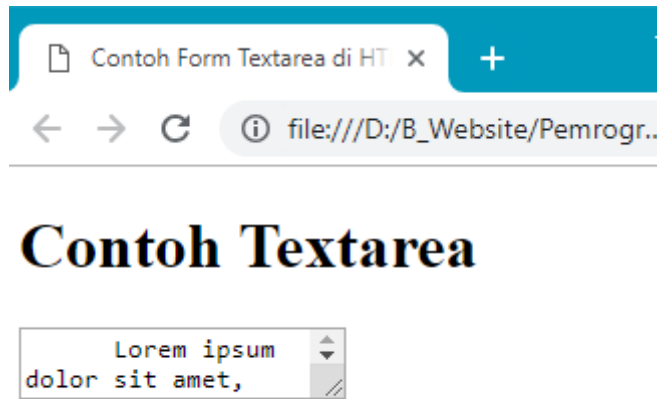 Contoh Form Textarea di HT
file:///D:/B_Website/Pemrogr...
Contoh Textarea
Lorem ipsum
dolor sit amet,